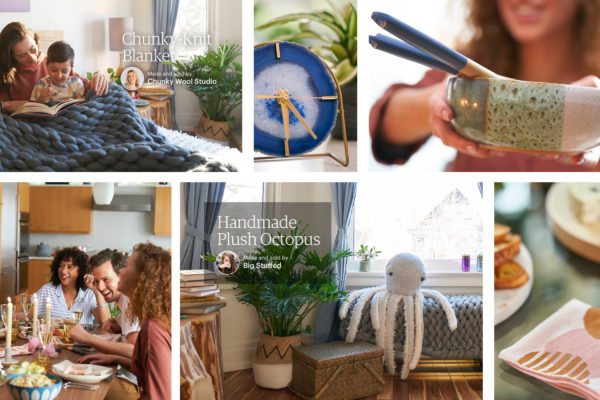 Chunky-Knit
Blanket
Made and sold by
Chunky Wool Studio
Handmade
Plush Octopus
Made and sold by
Big Stuffed